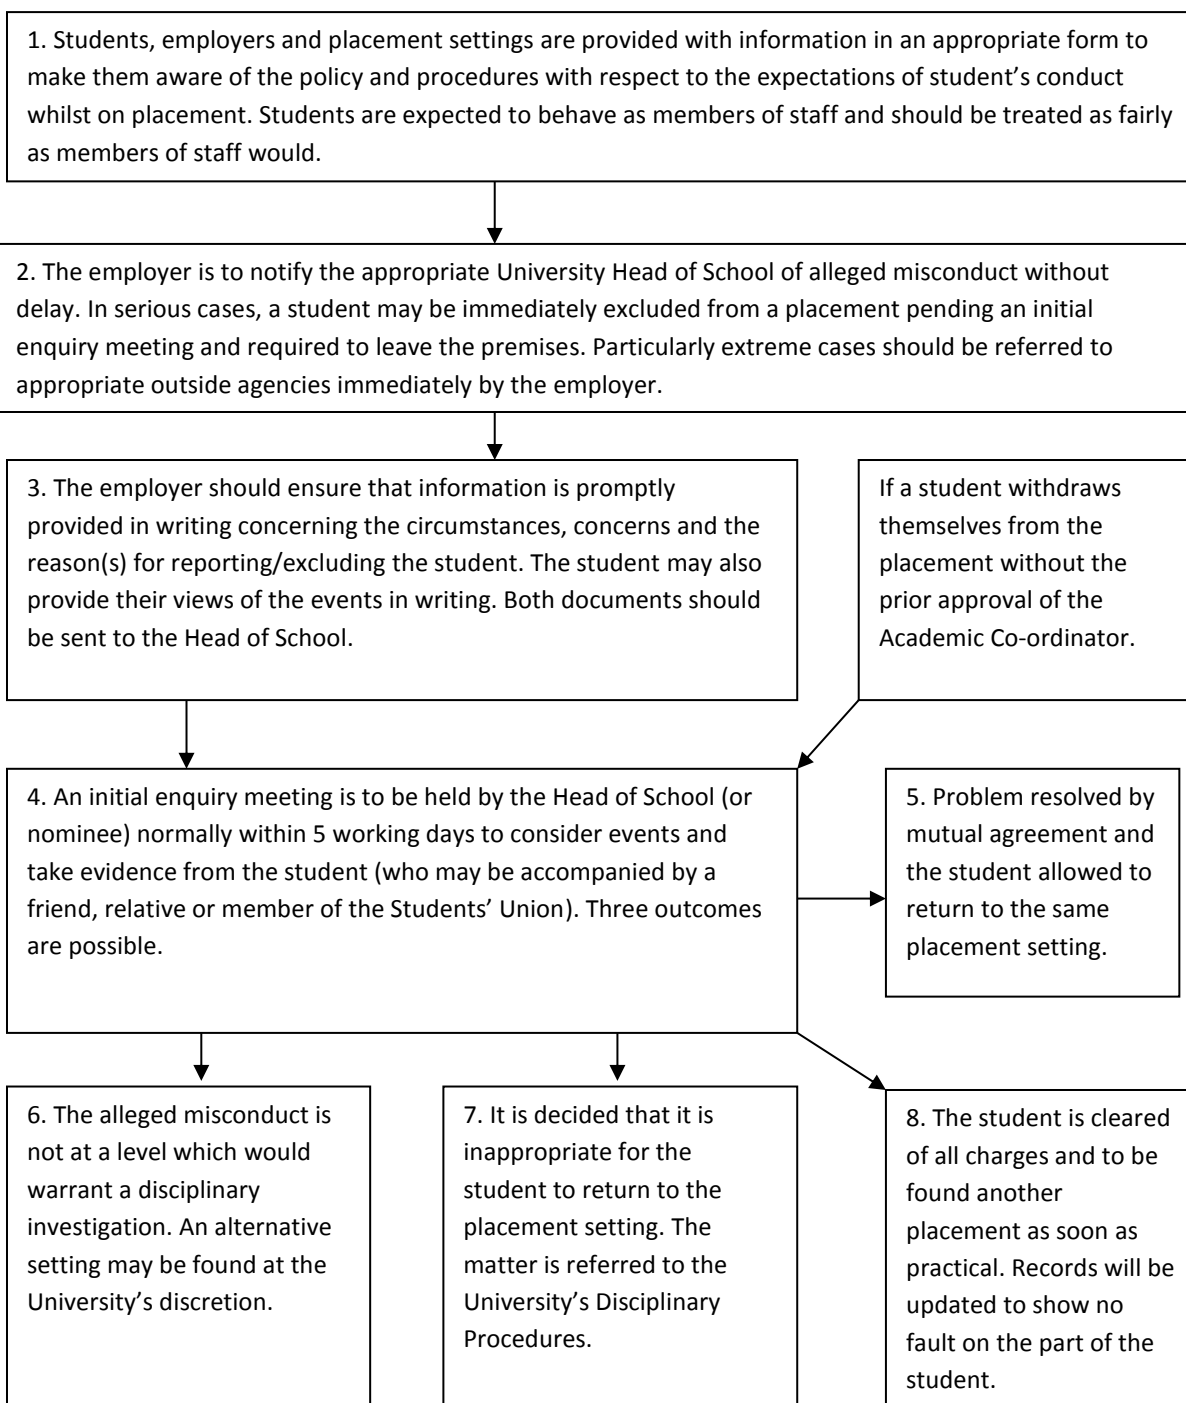 1. Students, employers and placement settings are provided with information in an appropriate form to
make them aware of the policy and procedures with respect to the expectations of student’s conduct
whilst on placement. Students are expected to behave as members of staff and should be treated as fairly
as members of staff would.
2. The employer is to notify the appropriate University Head of School of alleged misconduct without
delay. In serious cases, a student may be immediately excluded from a placement pending an initial
enquiry meeting and required to leave the premises. Particularly extreme cases should be referred to
appropriate outside agencies immediately by the employer.
3. The employer should ensure that information is promptly
provided in writing concerning the circumstances, concerns and the
reason(s) for reporting/excluding the student. The student may also
provide their views of the events in writing. Both documents should
be sent to the Head of School.
If a student withdraws
themselves from the
placement without the
prior approval of the
Academic Co-ordinator.
4. An initial enquiry meeting is to be held by the Head of School (or
nominee) normally within 5 working days to consider events and
take evidence from the student (who may be accompanied by a
friend, relative or member of the Students’ Union). Three outcomes
are possible.
5. Problem resolved by
mutual agreement and
the student allowed to
return to the same
placement setting.
6. The alleged misconduct is
not at a level which would
warrant a disciplinary
investigation. An alternative
setting may be found at the
University’s discretion.
7. It is decided that it is
inappropriate for the
student to return to the
placement setting. The
matter is referred to the
University’s Disciplinary
Procedures.
8. The student is cleared
of all charges and to be
found another
placement as soon as
practical. Records will be
updated to show no
fault on the part of the
student.